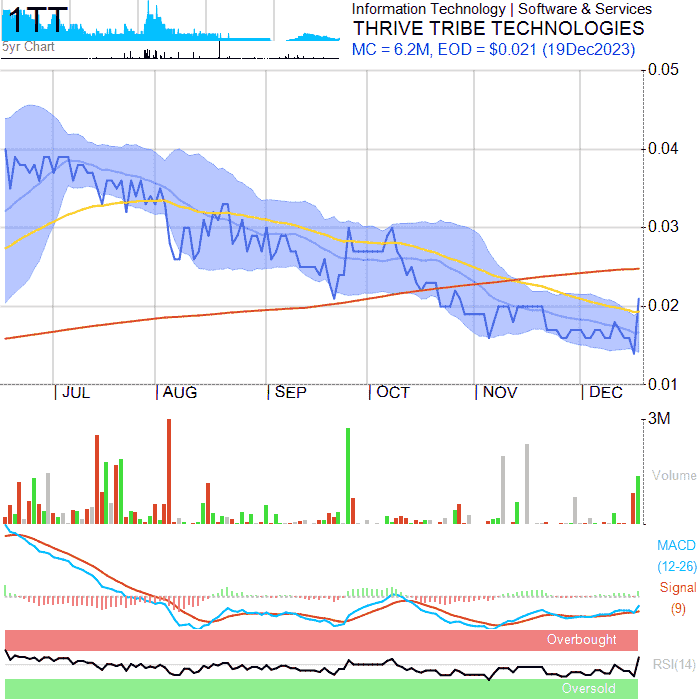 1TT
Information Technology | Software & Services
THRIVE TRIBE TECHNOLOGIES
5yr Chart
MC = 6.2M, EOD = $0.021 (19Dec2023)
0.05
0.04
0.03
0.02
0.01
JUL
AUG
SEP
OCT
NOV
DEC
3M
Volume
MACD
(12-26)
Signal
(9)
Overbought
RSI(14)
Oversold